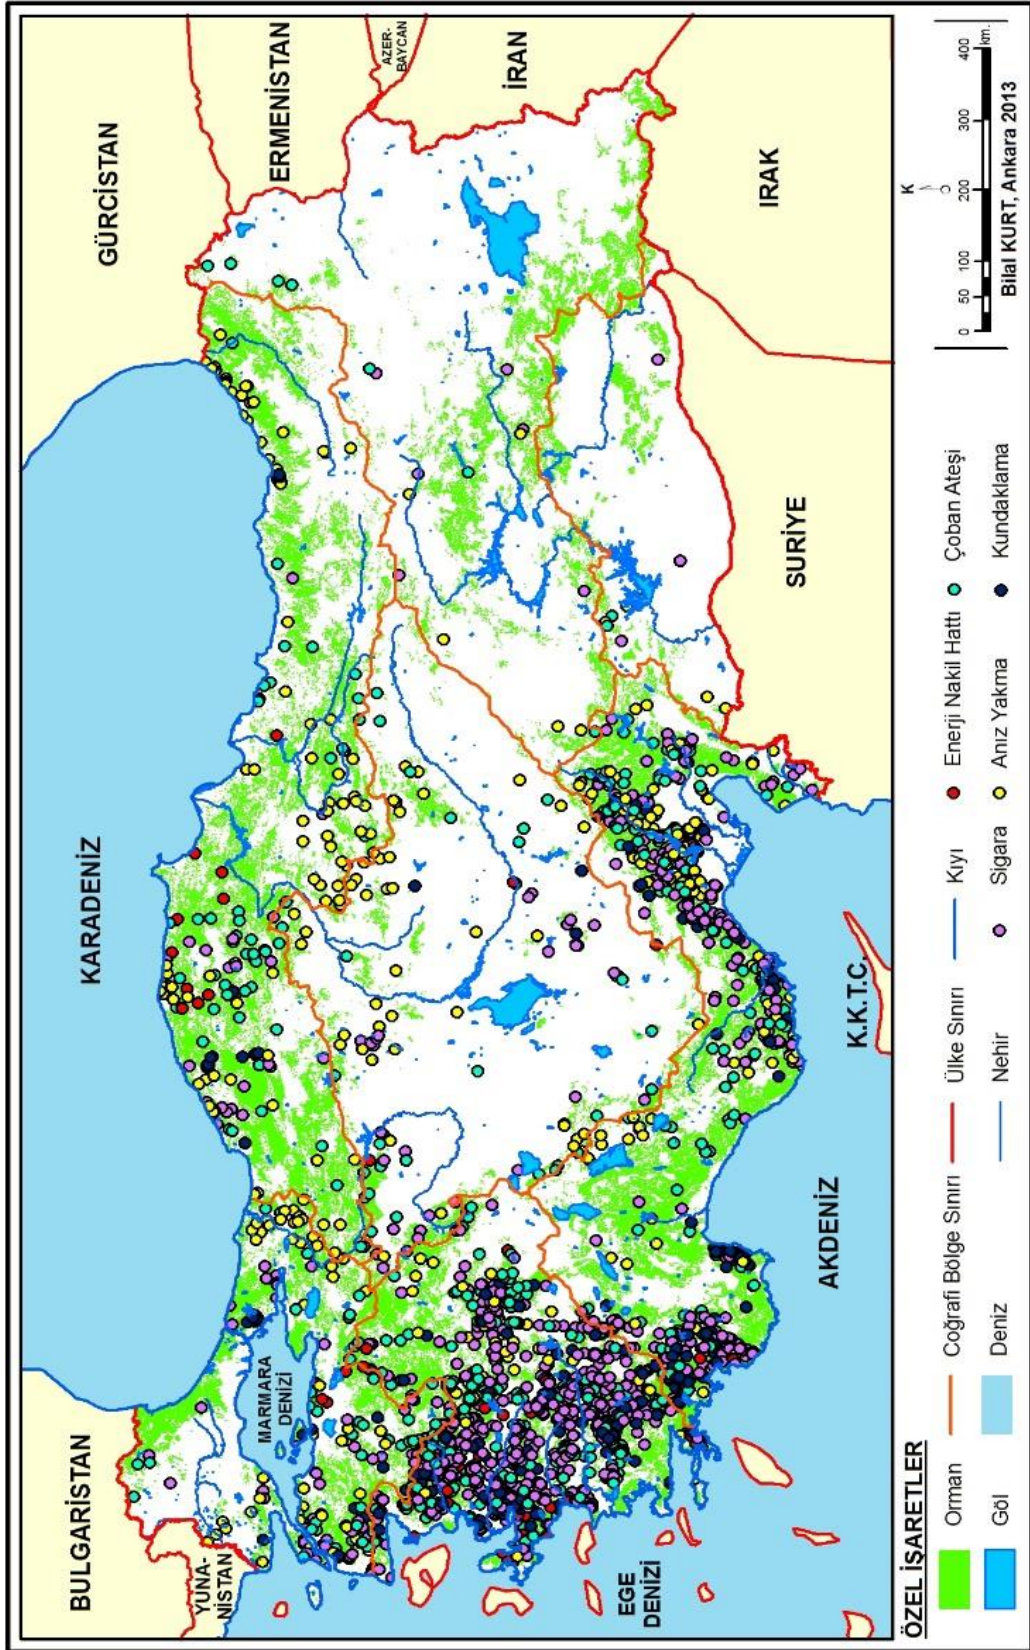 BULGARİSTAN
YUNA-
NİSTAN
KARADENİZ
GÜRCİSTAN
ERMENİSTAN
AZER-
BAYCAN
İRAN
IRAK
SURİYE
MARMARA
DENİZİ
EGE
DENİZİ
AKDENİZ
K.K.T.C.
K
G
ÖZEL İŞARETLER
Orman
Coğrafi Bölge Sınırı
Ülke Sınırı
Kıyı
Enerji Nakil Hattı
Çoban Ateşi
Göl
Deniz
Nehir
Sigara
Anız Yakma
Kundaklama
0 50 100 200 300 400
km.
Bilal KURT, Ankara 2013